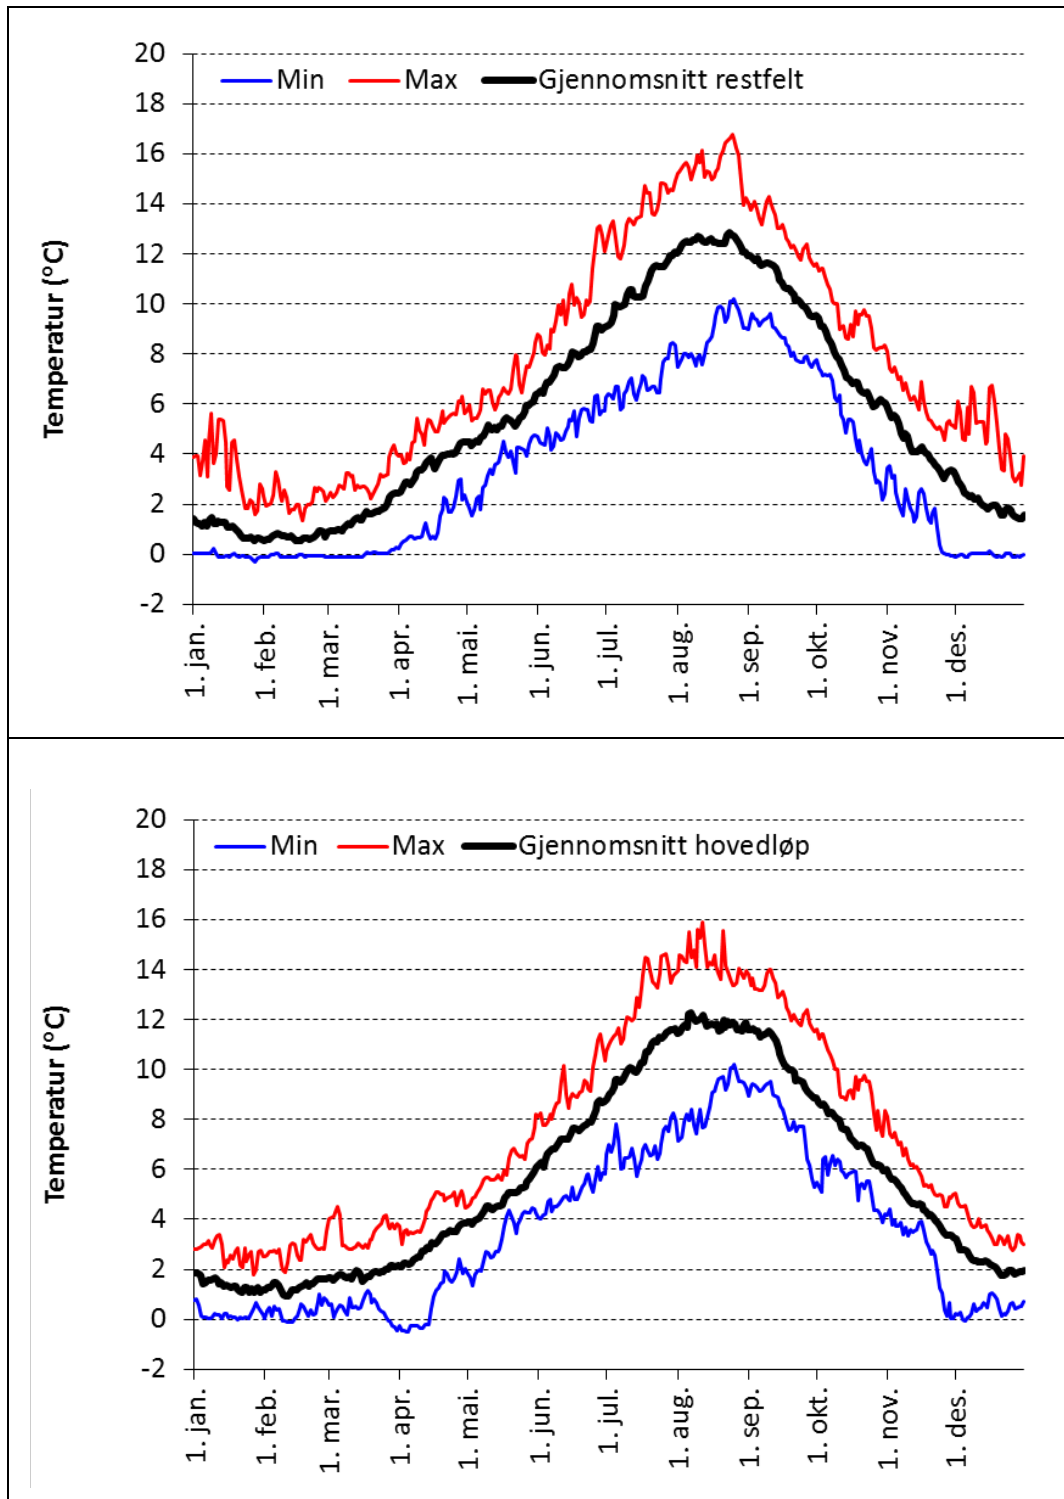 20
Min Max Gjennomsnitt restfelt
18
16
14
12
10
8
6
4
2
0
-2
Temperatur (°C)
1. jan.
1. feb.
1. mar.
1. apr.
1. mai.
1. jun.
1. jul.
1. aug.
1. sep.
1. okt.
1. nov.
1. des.
20
Min Max Gjennomsnitt hovedløp
18
16
14
12
10
8
6
4
2
0
-2
Temperatur (°C)
1. jan.
1. feb.
1. mar.
1. apr.
1. mai.
1. jun.
1. jul.
1. aug.
1. sep.
1. okt.
1. nov.
1. des.